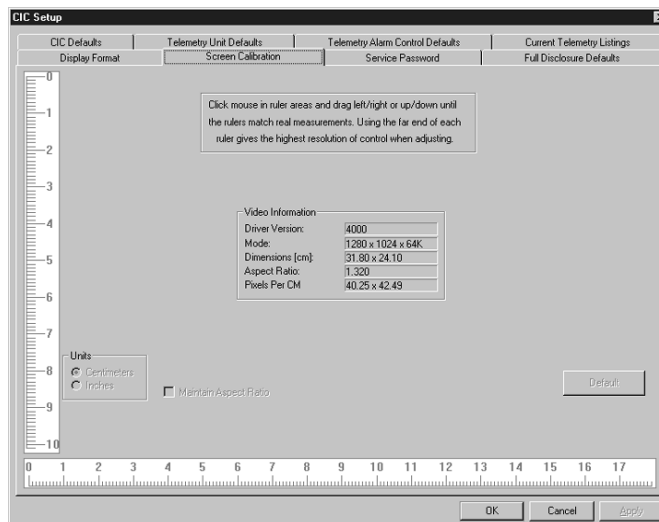 CIC Setup
CIC Defaults
Telemetry Unit Defaults
Telemetry Alarm Control Defaults
Current Telemetry Listings
Display Format
Screen Calibration
Service Password
Full Disclosure Defaults
0
1
2
3
4
5
6
7
8
9
10
Click mouse in ruler areas and drag left/right or up/down until
the rulers match real measurements. Using the far end of each
ruler gives the highest resolution of control when adjusting.
Video Information
Driver Version: 4000
Mode: 1280 x 1024 x 64K
Dimensions [cm]: 31.80 x 24.10
Aspect Ratio: 1.320
Pixels Per CM 40.25 x 42.49
Units
Centimeters
Inches
Maintain Aspect Ratio
Default
0 1 2 3 4 5 6 7 8 9 10 11 12 13 14 15 16 17
OK Cancel Apply